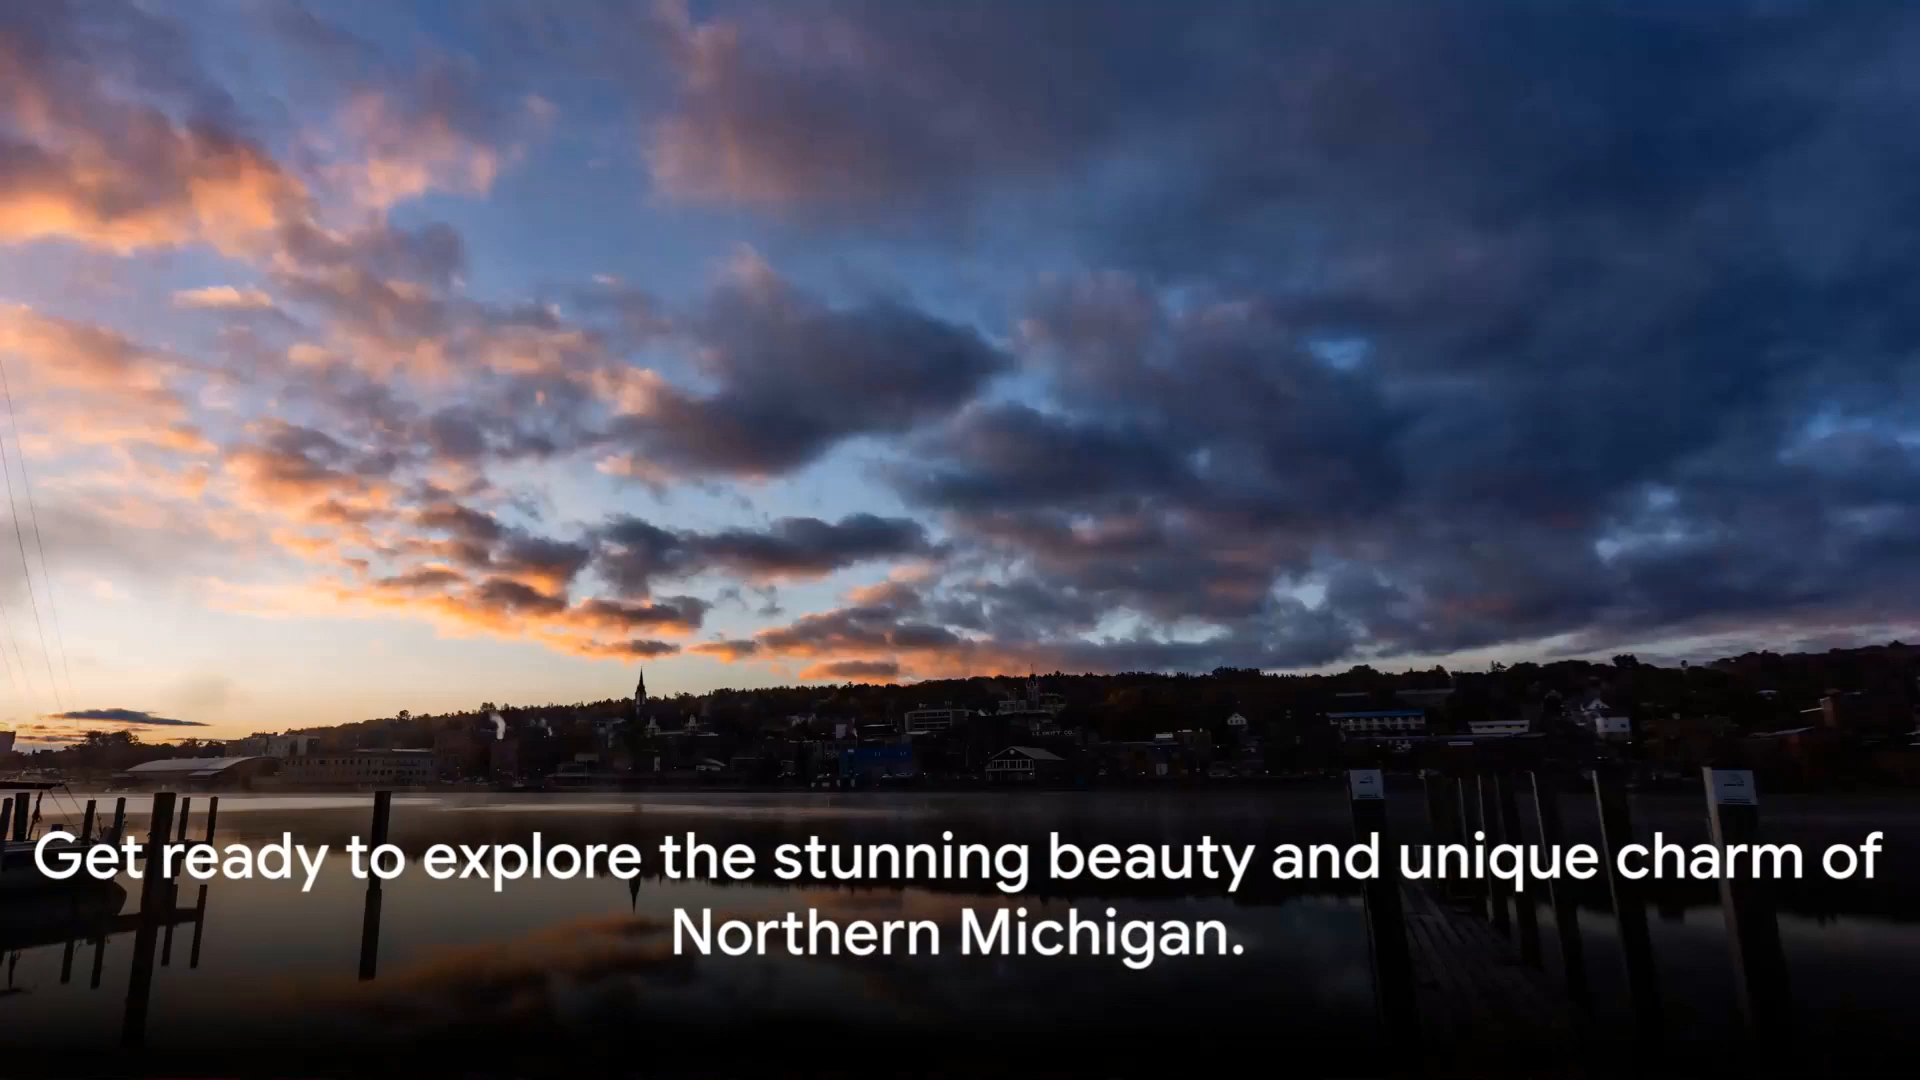 Get ready to explore the stunning beauty and unique charm of
Northern Michigan.